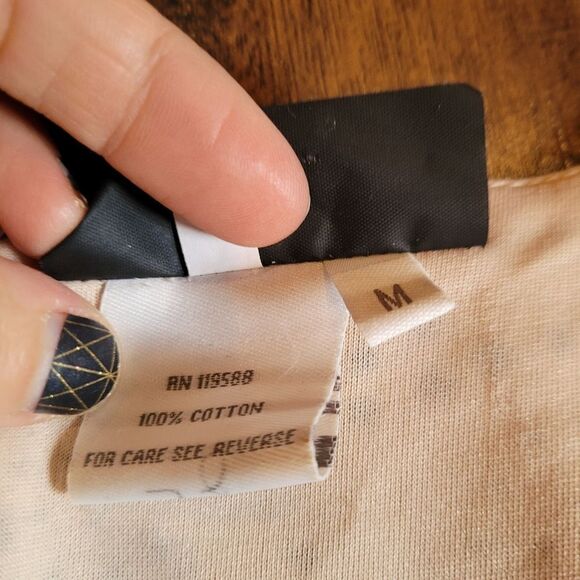 M
RN 119588
100% COTTON
FOR CARE SEE REVERSE